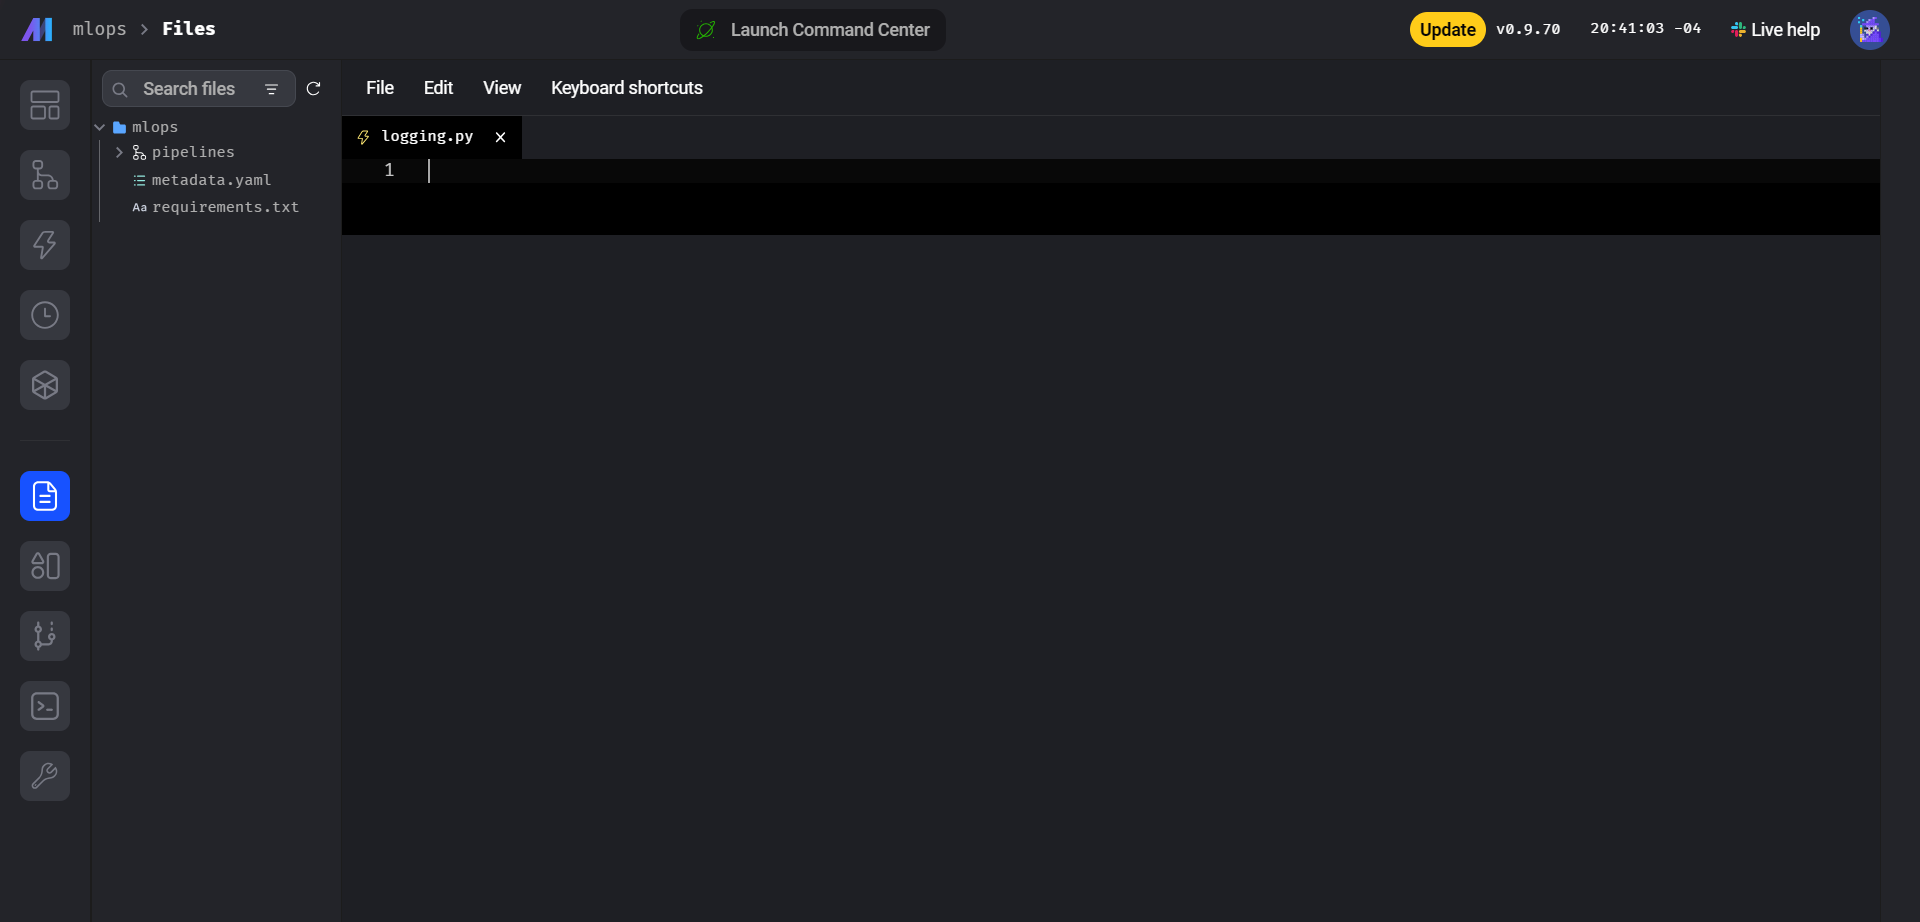 mlops > Files
Launch Command Center
Update v0.9.70 20:41:03 -04 Live help
Search files
File Edit View Keyboard shortcuts
mlops
pipelines
metadata.yaml
Aa requirements.txt
logging.py
1